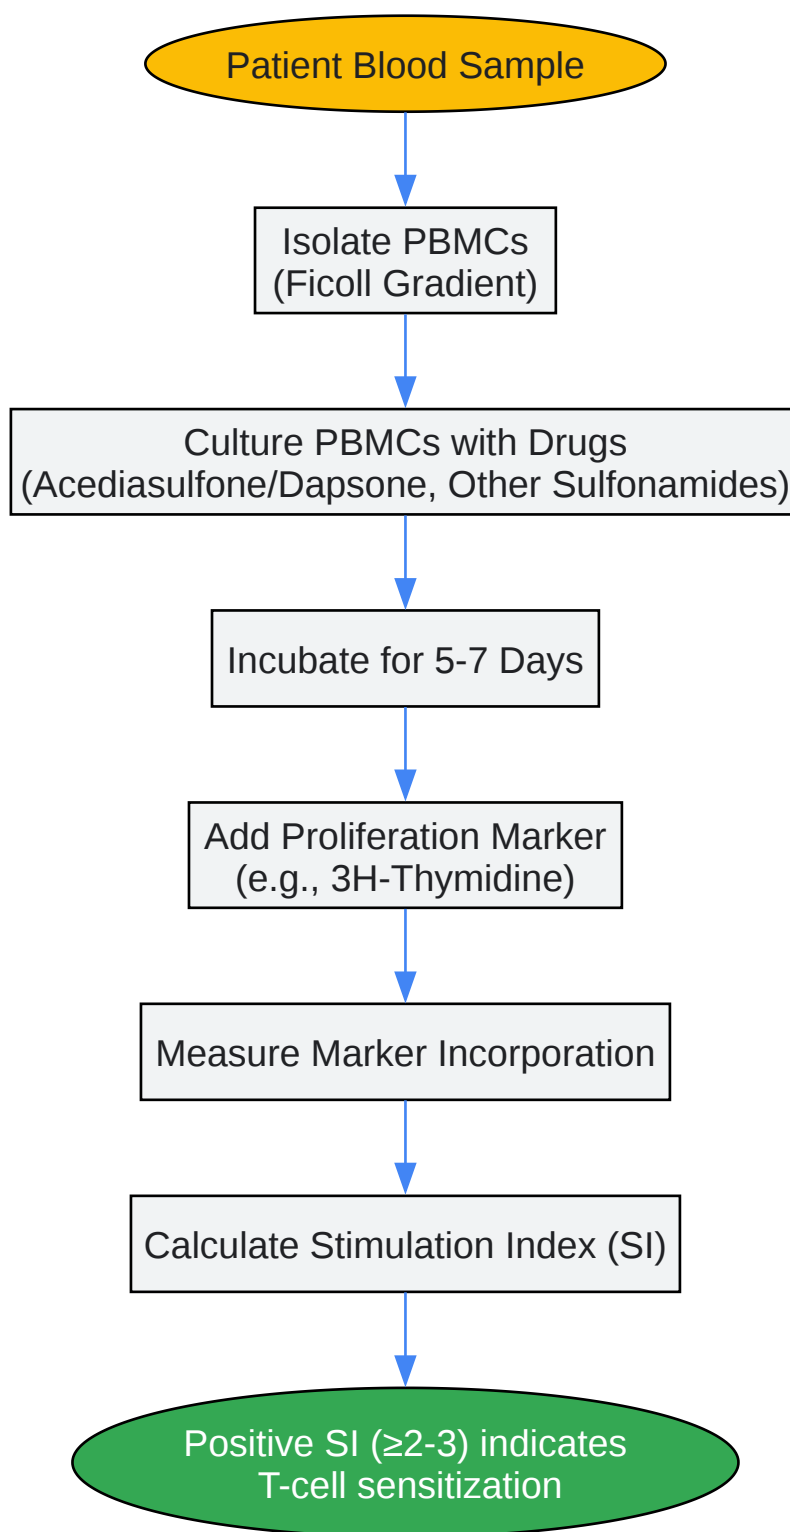 Patient Blood Sample
Isolate PBMCs
(Ficoll Gradient)
Culture PBMCs with Drugs
(Acediasulfone/Dapsone, Other Sulfonamides)
Incubate for 5-7 Days
Add Proliferation Marker
(e.g., 3H-Thymidine)
Measure Marker Incorporation
Calculate Stimulation Index (SI)
Positive SI (≥2-3) indicates
T-cell sensitization